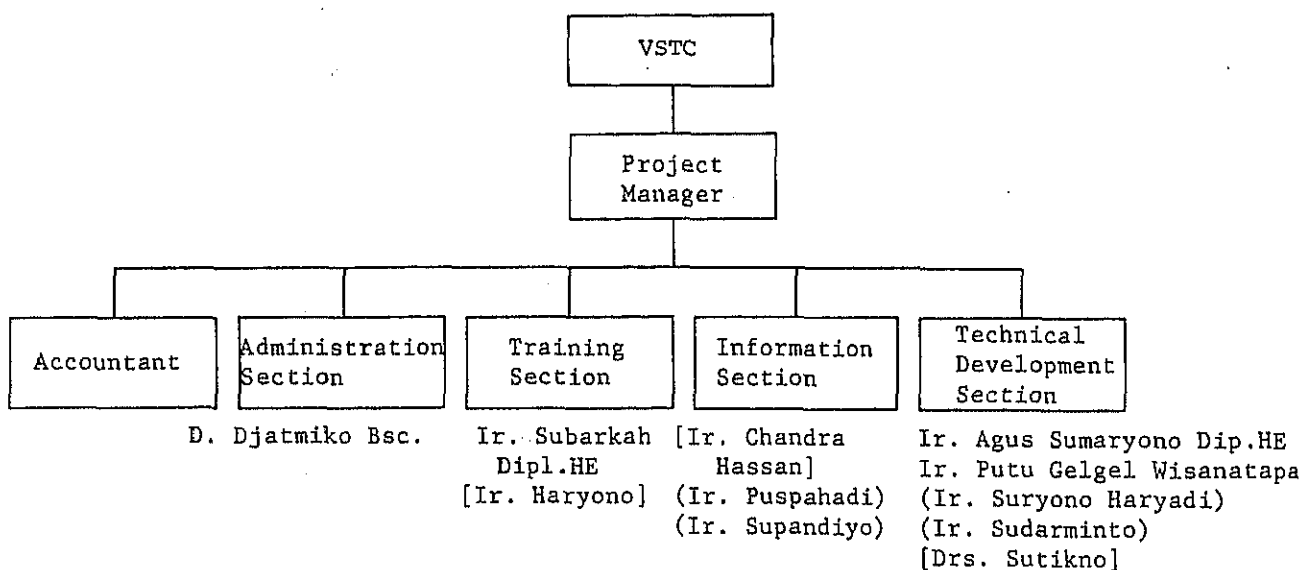 VSTC
Project
Manager
Accountant
Administration
Section
Training
Section
Information
Section
Technical
Development
Section
D. Djatmiko Bsc.
Ir. Subarkah
Dipl.HE
[Ir. Haryono]
[Ir. Chandra
Hassan]
(Ir. Puspahadi)
(Ir. Supandiyo)
Ir. Agus Sumaryono Dip.HE
Ir. Putu Gelgel Wisanatapa
(Ir. Suryono Haryadi)
(Ir. Sudarminto)
[Drs. Sutikno]